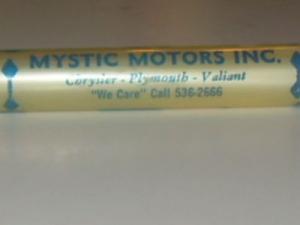 MYSTIC MOTORS INC.
Chrysler - Plymouth - Valiant
"We Care" Call 536-2666